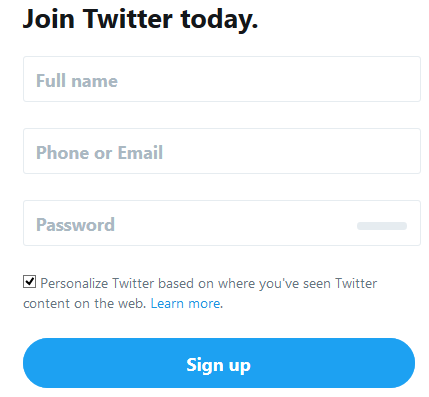 Join Twitter today.
Full name
Phone or Email
Password
Personalize Twitter based on where you've seen Twitter
content on the web. Learn more.
Sign up